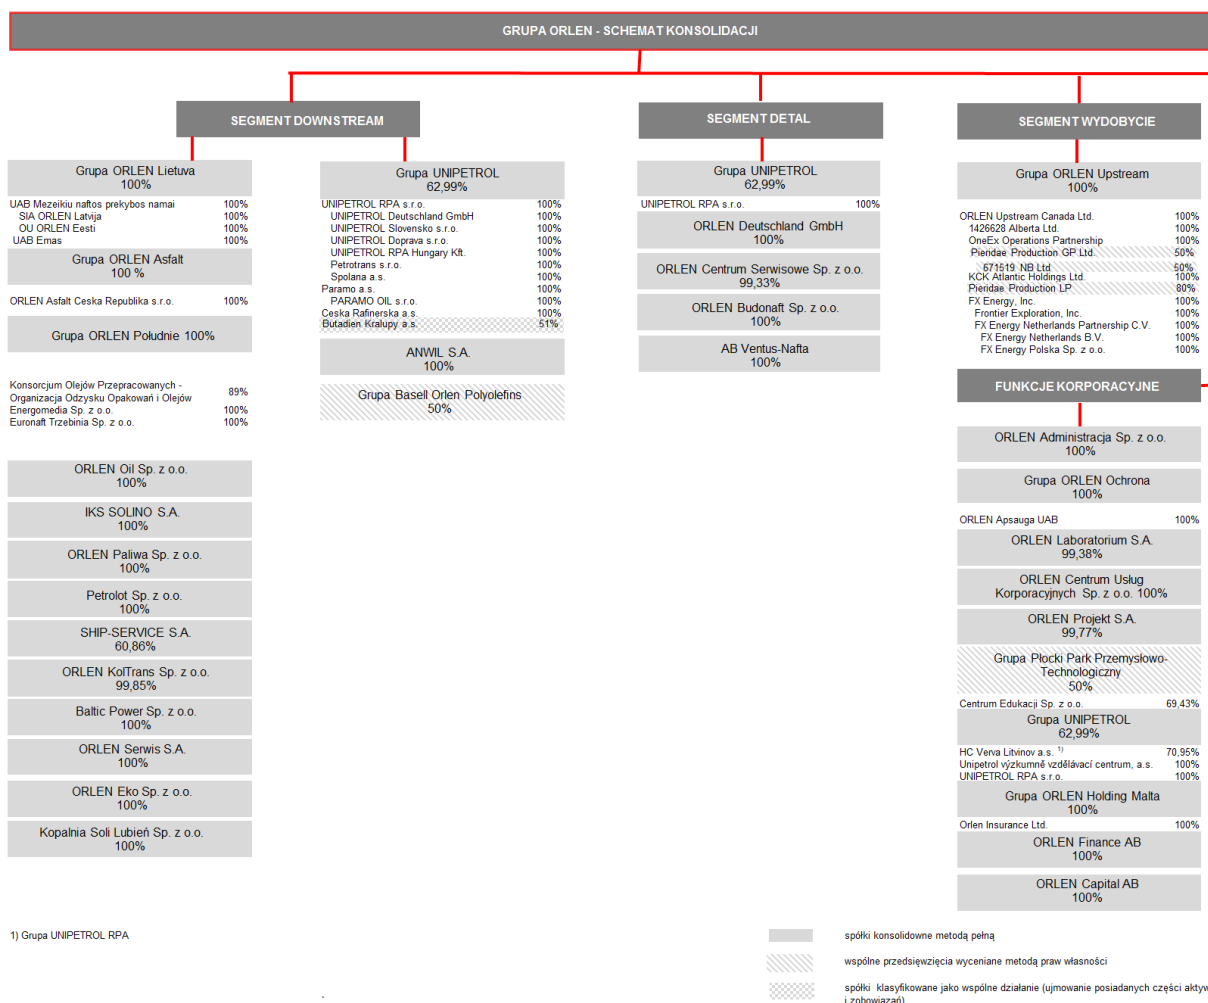 GRUPA ORLEN - SCHEMAT KONSOLIDACJI
SEGMENT DOWNSTREAM
Grupa ORLEN Lietuva
100%
UAB Mezeikiu naftos prekybos namai 100%
SIA ORLEN Latvija 100%
OU ORLEN Eesti 100%
UAB Emas 100%
Grupa ORLEN Asfalt
100 %
ORLEN Asfalt Ceska Republika s.r.o. 100%
Grupa ORLEN Południe 100%
Konsorcjum Olejów Przepracowanych -
Organizacja Odzysku Opakowań i Olejów 89%
Energomedia Sp. z o.o. 100%
Euronaft Trzebinia Sp. z o.o. 100%
ORLEN Oil Sp. z o.o.
100%
IKS SOLINO S.A.
100%
ORLEN Paliwa Sp. z o.o.
100%
Petrolot Sp. z o.o.
100%
SHIP-SERVICE S.A.
60,86%
ORLEN KolTrans Sp. z o.o.
99,85%
Baltic Power Sp. z o.o.
100%
ORLEN Serwis S.A.
100%
ORLEN Eko Sp. z o.o.
100%
Kopalnia Soli Lubień Sp. z o.o.
100%
Grupa UNIPETROL
62,99%
UNIPETROL RPA s.r.o. 100%
UNIPETROL Deutschland GmbH 100%
UNIPETROL Slovensko s.r.o. 100%
UNIPETROL Doprava s.r.o. 100%
UNIPETROL RPA Hungary Kft. 100%
Petrotrans s.r.o. 100%
Spolana a.s. 100%
Paramo a.s. 100%
PARAMO OIL s.r.o. 100%
Ceska Rafinerska a.s. 100%
Butadien Kralupy a.s. 51%
ANWIL S.A.
100%
Grupa Basell Orlen Polyolefins
50%
SEGMENT DETAL
Grupa UNIPETROL
62,99%
UNIPETROL RPA s.r.o. 100%
ORLEN Deutschland GmbH
100%
ORLEN Centrum Serwisowe Sp. z o.o.
99,33%
ORLEN Budonaft Sp. z o.o.
100%
AB Ventus-Nafta
100%
SEGMENT WYDOBYCIE
Grupa ORLEN Upstream
100%
ORLEN Upstream Canada Ltd. 100%
1426628 Alberta Ltd. 100%
OneEx Operations Partnership 100%
Pieridae Production GP Ltd. 50%
671519 NB Ltd 50%
KCK Atlantic Holdings Ltd. 100%
Pieridae Production LP 80%
FX Energy, Inc. 100%
Frontier Exploration, Inc. 100%
FX Energy Netherlands Partnership C.V. 100%
FX Energy Netherlands B.V. 100%
FX Energy Polska Sp. z o.o. 100%
FUNKCJE KORPORACYJNE
ORLEN Administracja Sp. z o.o.
100%
Grupa ORLEN Ochrona
100%
ORLEN Apsauga UAB 100%
ORLEN Laboratorium S.A.
99,38%
ORLEN Centrum Usług
Korporacyjnych Sp. z o.o. 100%
ORLEN Projekt S.A.
99,77%
Grupa Płocki Park Przemysłowo-
Technologiczny
50%
Centrum Edukacji Sp. z o.o. 69,43%
Grupa UNIPETROL
62,99%
HC Verva Litvinov a.s. 1) 70,95%
Unipetrol výzkumně vzdělávací centrum, a.s. 100%
UNIPETROL RPA s.r.o. 100%
Grupa ORLEN Holding Malta
100%
Orlen Insurance Ltd. 100%
ORLEN Finance AB
100%
ORLEN Capital AB
100%
1) Grupa UNIPETROL RPA
spółki konsolidowne metodą pełną
wspólne przedsięwzięcia wyceniane metodą praw własności
spółki klasyfikowane jako wspólne działanie (ujmowanie posiadanych części aktyw
i zobowiązań)